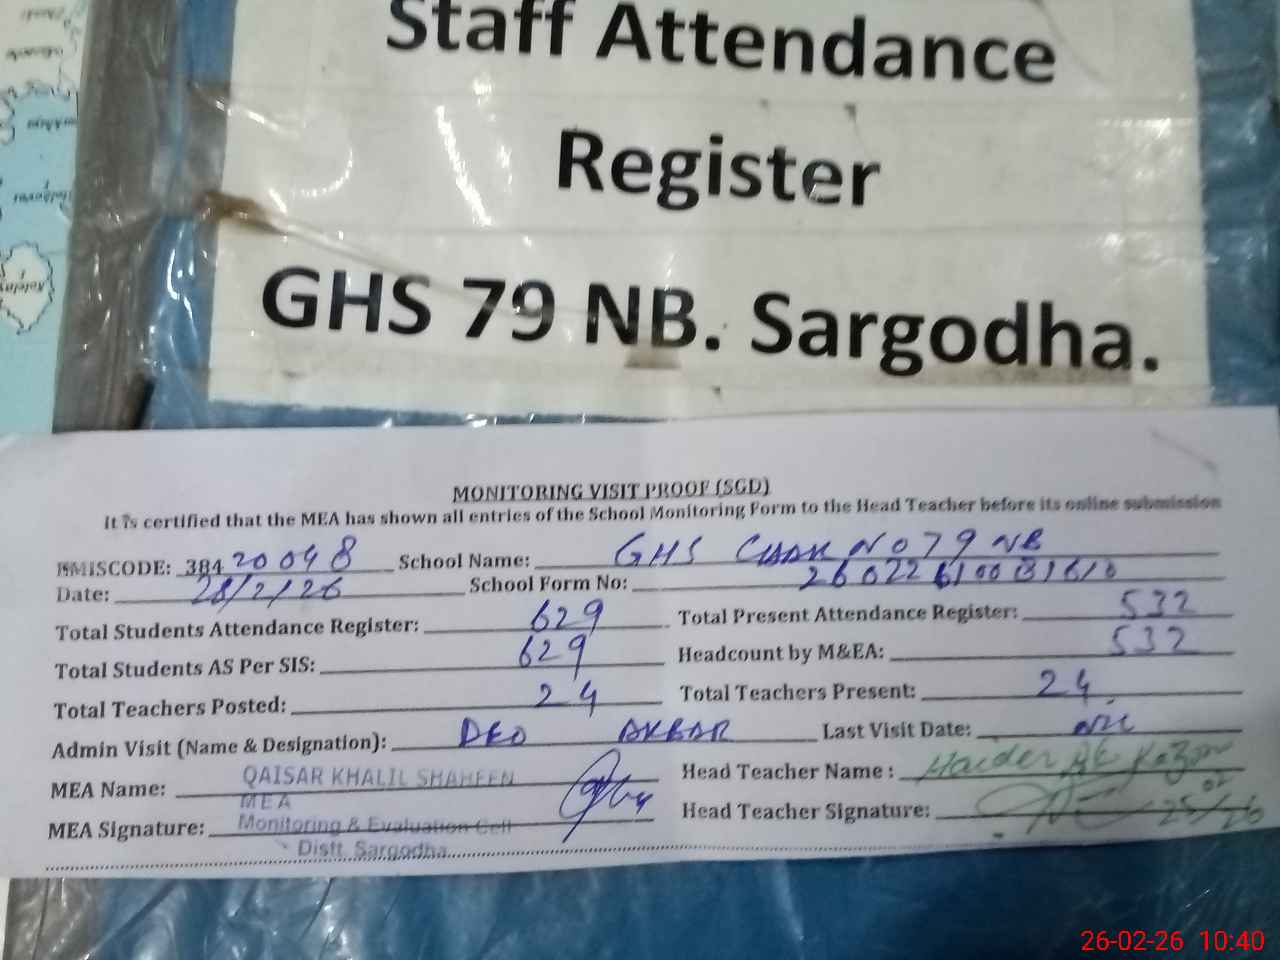 Staff Attendance
Register
GHS 79 NB. Sargodha.
MONITORING VISIT PROOF (SGD)
It is certified that the MEA has shown all entries of the School Monitoring Form to the Head Teacher before its online submission
EMISCODE: 38420048 School Name: GHS CHAK NO 79 NB
Date: 28/2/26 School Form No:
Total Students Attendance Register: 629 Total Present Attendance Register: 532
Total Students AS Per SIS: 629 Headcount by M&EA: 532
Total Teachers Posted: 24 Total Teachers Present: 24
Admin Visit (Name & Designation): DEO AKBAR Last Visit Date:
MEA Name: QAISAR KHALIL SHAHEEN Head Teacher Name: Haider
MEA
MEA Signature: Monitoring & Evaluation Cell Head Teacher Signature:
Distt. Sargodha
26-02-26 10:40